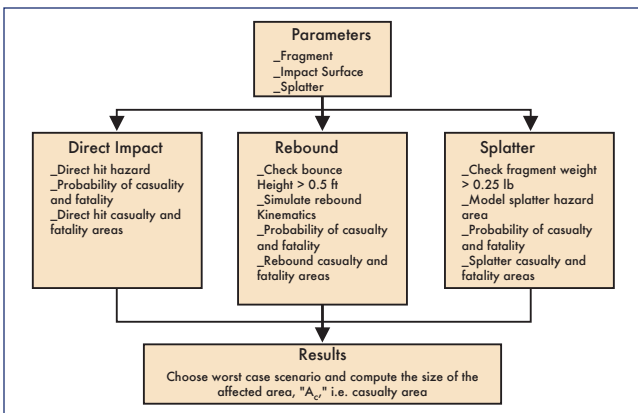 Parameters
_Fragment
_Impact Surface
_Splatter
Direct Impact
_Direct hit hazard
_Probability of casuality
and fatality
_Direct hit casualty and
fatality areas
Rebound
_Check bounce
Height > 0.5 ft
_Simulate rebound
Kinematics
_Probability of casualty
and fatality
_Rebound casualty and
fatality areas
Splatter
_Check fragment weight
> 0.25 lb
_Model splatter hazard
area
_Probability of casualty
and fatality
_Splatter casualty and
fatality areas
Results
Choose worst case scenario and compute the size of the
affected area, "A_c," i.e. casualty area